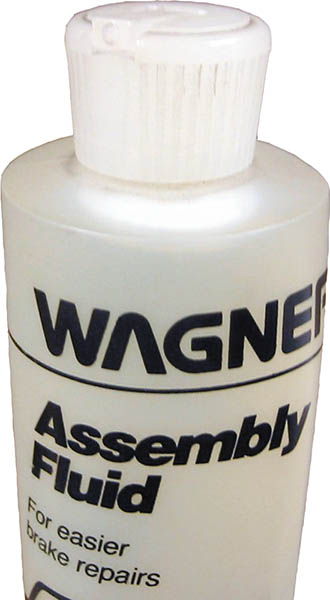 WAGNER
Assembly
Fluid
For easier
brake repairs